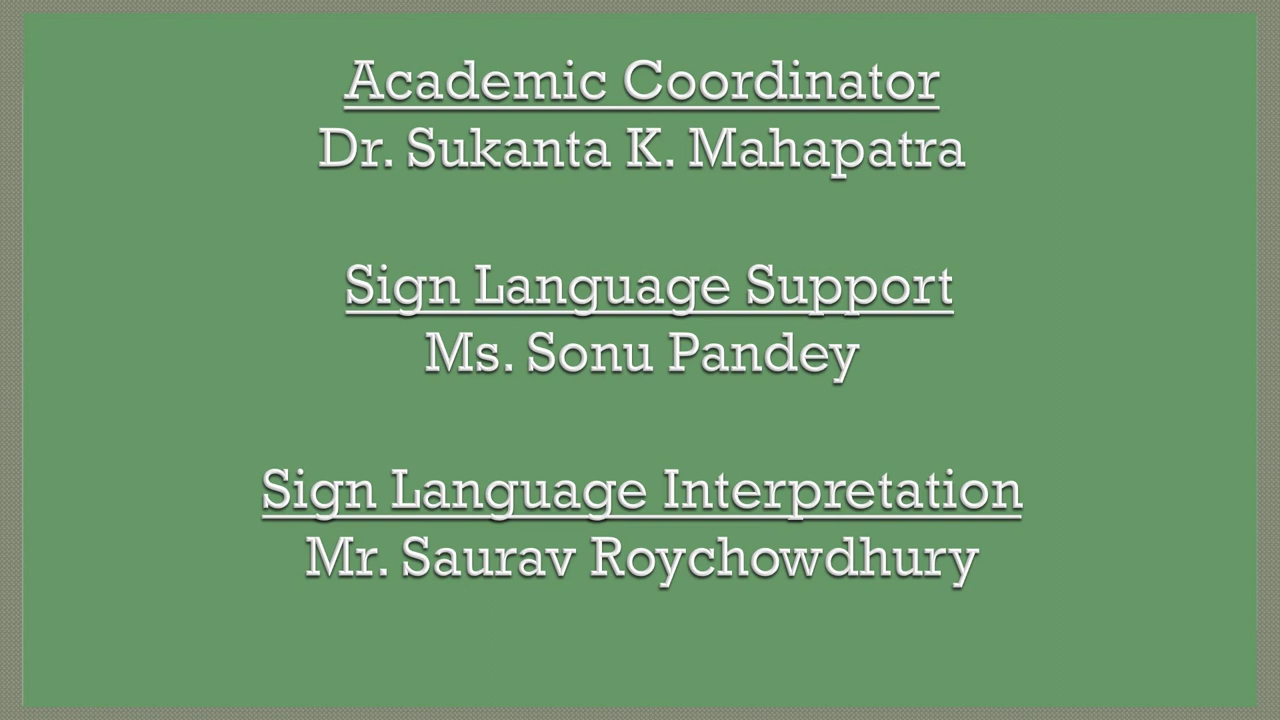 Academic Coordinator
Dr. Sukanta K. Mahapatra
Sign Language Support
Ms. Sonu Pandey
Sign Language Interpretation
Mr. Saurav Roychowdhury